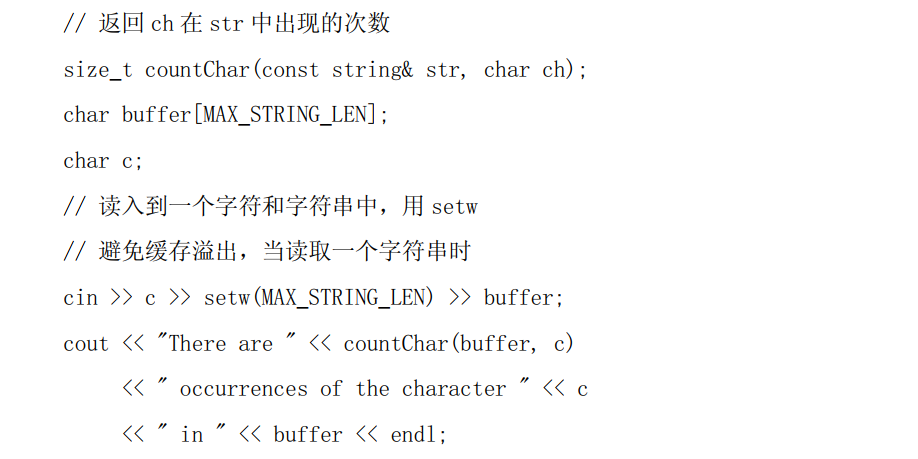 // 返回 ch 在 str 中出现的次数
size_t countChar(const string& str, char ch);
char buffer[MAX_STRING_LEN];
char c;
// 读入到一个字符和字符串中，用 setw
// 避免缓存溢出，当读取一个字符串时
cin >> c >> setw(MAX_STRING_LEN) >> buffer;
cout << "There are " << countChar(buffer, c)
<< " occurrences of the character " << c
<< " in " << buffer << endl;